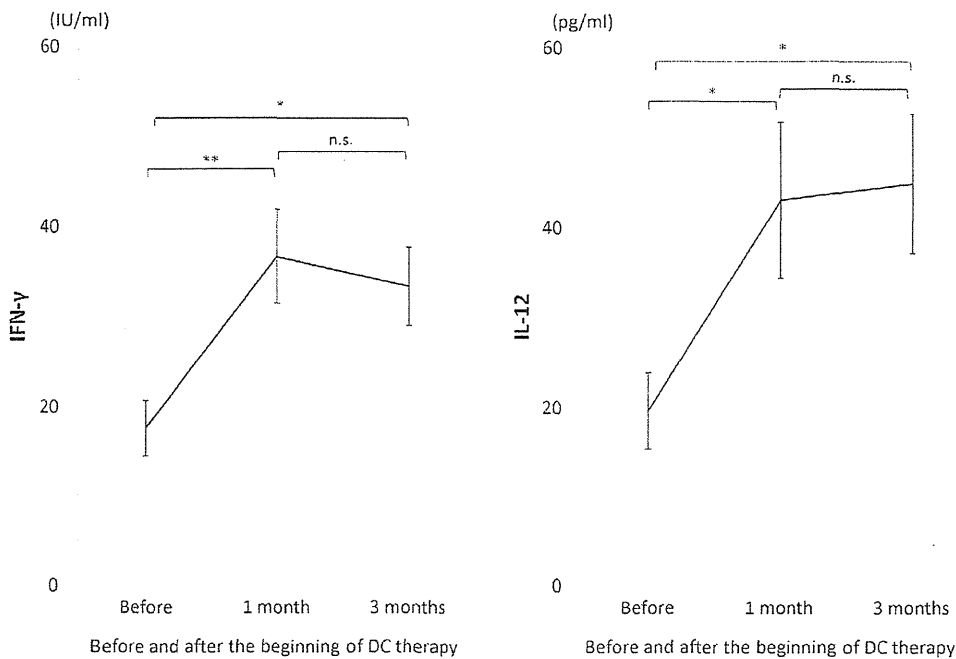 (IU/ml)
60
40
20
0
IFN-γ
*
**
n.s.
Before
1 month
3 months
Before and after the beginning of DC therapy
(pg/ml)
60
40
20
0
IL-12
*
*
n.s.
Before
1 month
3 months
Before and after the beginning of DC therapy